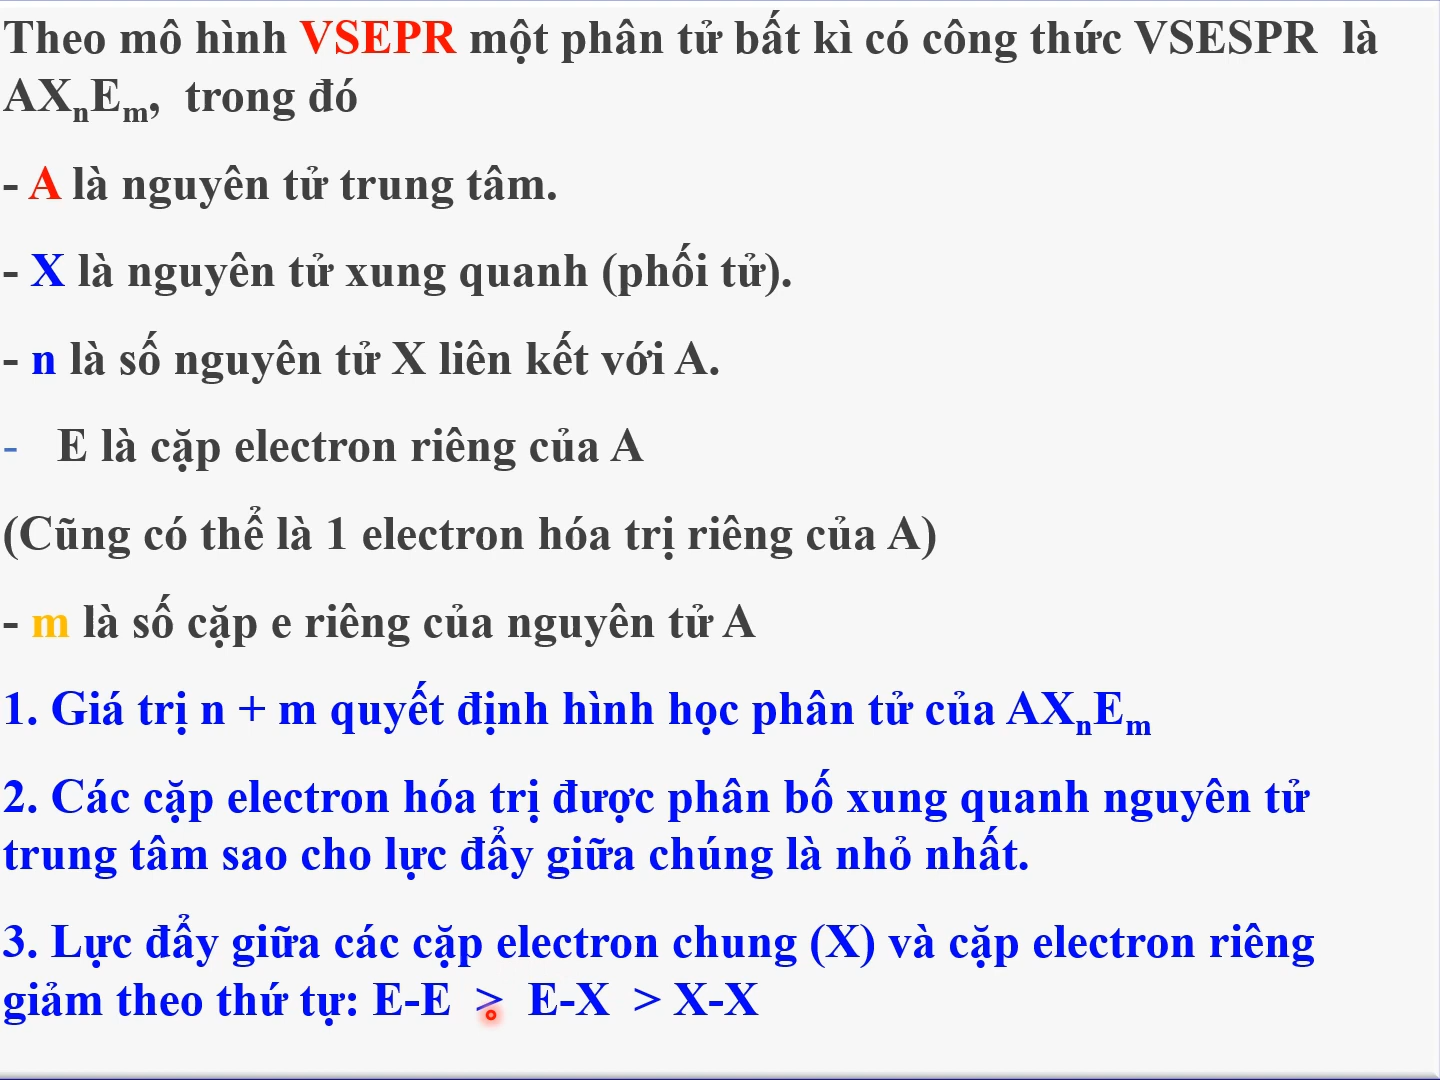 Theo mô hình VSEPR một phân tử bất kì có công thức VSESPR là
AXnEm, trong đó
- A là nguyên tử trung tâm.
- X là nguyên tử xung quanh (phối tử).
- n là số nguyên tử X liên kết với A.
- E là cặp electron riêng của A
(Cũng có thể là 1 electron hóa trị riêng của A)
- m là số cặp e riêng của nguyên tử A
1. Giá trị n + m quyết định hình học phân tử của AXnEm
2. Các cặp electron hóa trị được phân bố xung quanh nguyên tử
trung tâm sao cho lực đẩy giữa chúng là nhỏ nhất.
3. Lực đẩy giữa các cặp electron chung (X) và cặp electron riêng
giảm theo thứ tự: E-E > E-X > X-X